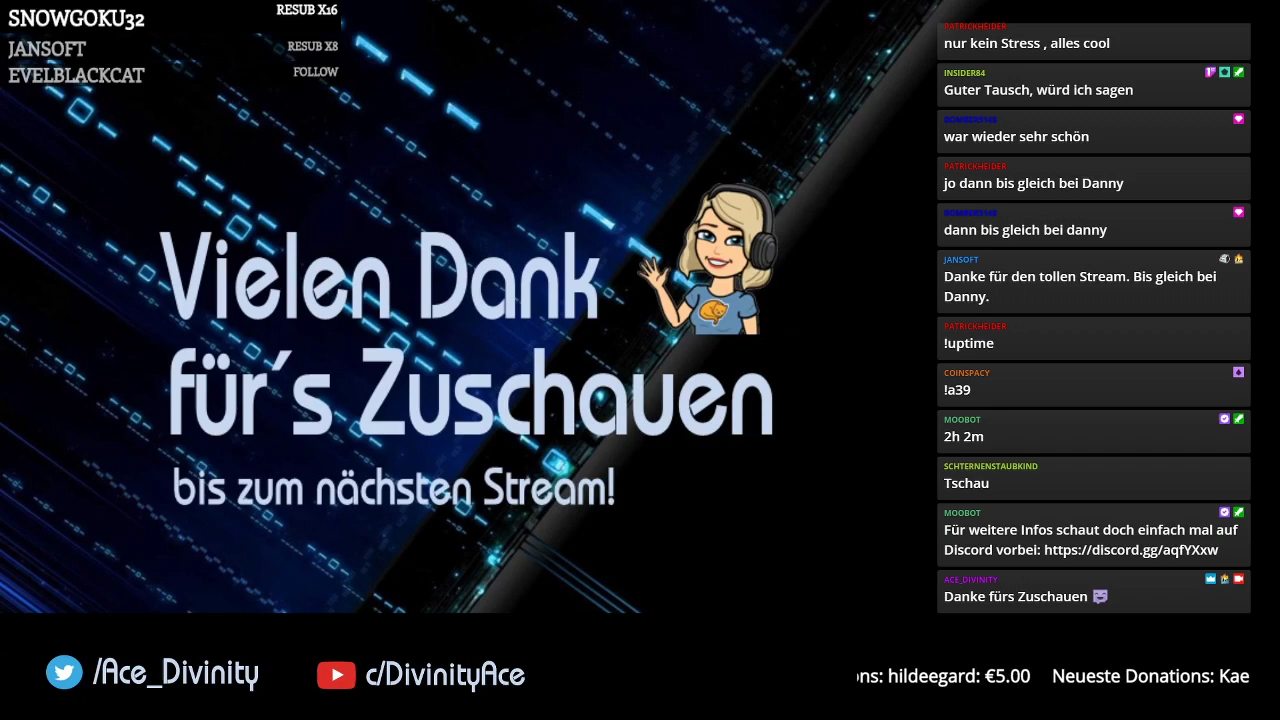 SNOWGOKU32 RESUB X16
JANSOFT RESUB X8
EVELBLACKCAT FOLLOW
Vielen Dank
für´s Zuschauen
bis zum nächsten Stream!
PATRICKHEIDER
nur kein Stress , alles cool
INSIDER84
Guter Tausch, würd ich sagen
war wieder sehr schön
PATRICKHEIDER
jo dann bis gleich bei Danny
dann bis gleich bei danny
JANSOFT
Danke für den tollen Stream. Bis gleich bei
Danny.
PATRICKHEIDER
!uptime
COINSPACY
!a39
MOOBOT
2h 2m
SCHTERNENSTAUBKIND
Tschau
MOOBOT
Für weitere Infos schaut doch einfach mal auf
Discord vorbei: https://discord.gg/aqfYXxw
ACE_DIVINITY
Danke fürs Zuschauen
/Ace_Divinity
c/DivinityAce
ons: hildeegard: €5.00 Neueste Donations: Kae